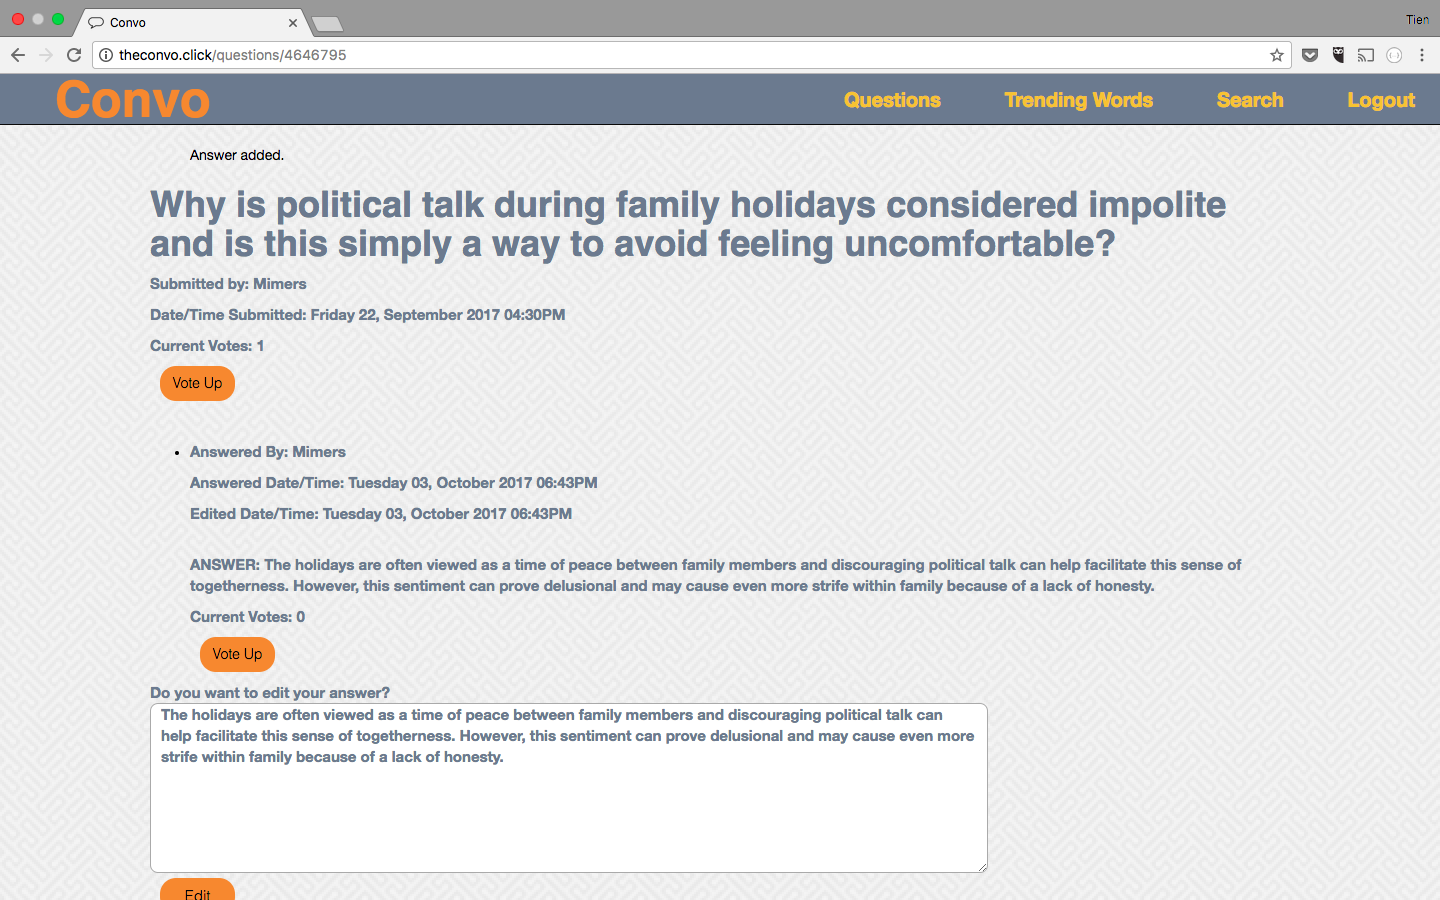 Convo
Tien
theconvo.click/questions/4646795
Convo
Questions
Trending Words
Search
Logout
Answer added.
Why is political talk during family holidays considered impolite
and is this simply a way to avoid feeling uncomfortable?
Submitted by: Mimers
Date/Time Submitted: Friday 22, September 2017 04:30PM
Current Votes: 1
Vote Up
Answered By: Mimers
Answered Date/Time: Tuesday 03, October 2017 06:43PM
Edited Date/Time: Tuesday 03, October 2017 06:43PM
ANSWER: The holidays are often viewed as a time of peace between family members and discouraging political talk can help facilitate this sense of
togetherness. However, this sentiment can prove delusional and may cause even more strife within family because of a lack of honesty.
Current Votes: 0
Vote Up
Do you want to edit your answer?
The holidays are often viewed as a time of peace between family members and discouraging political talk can
help facilitate this sense of togetherness. However, this sentiment can prove delusional and may cause even more
strife within family because of a lack of honesty.
Edit